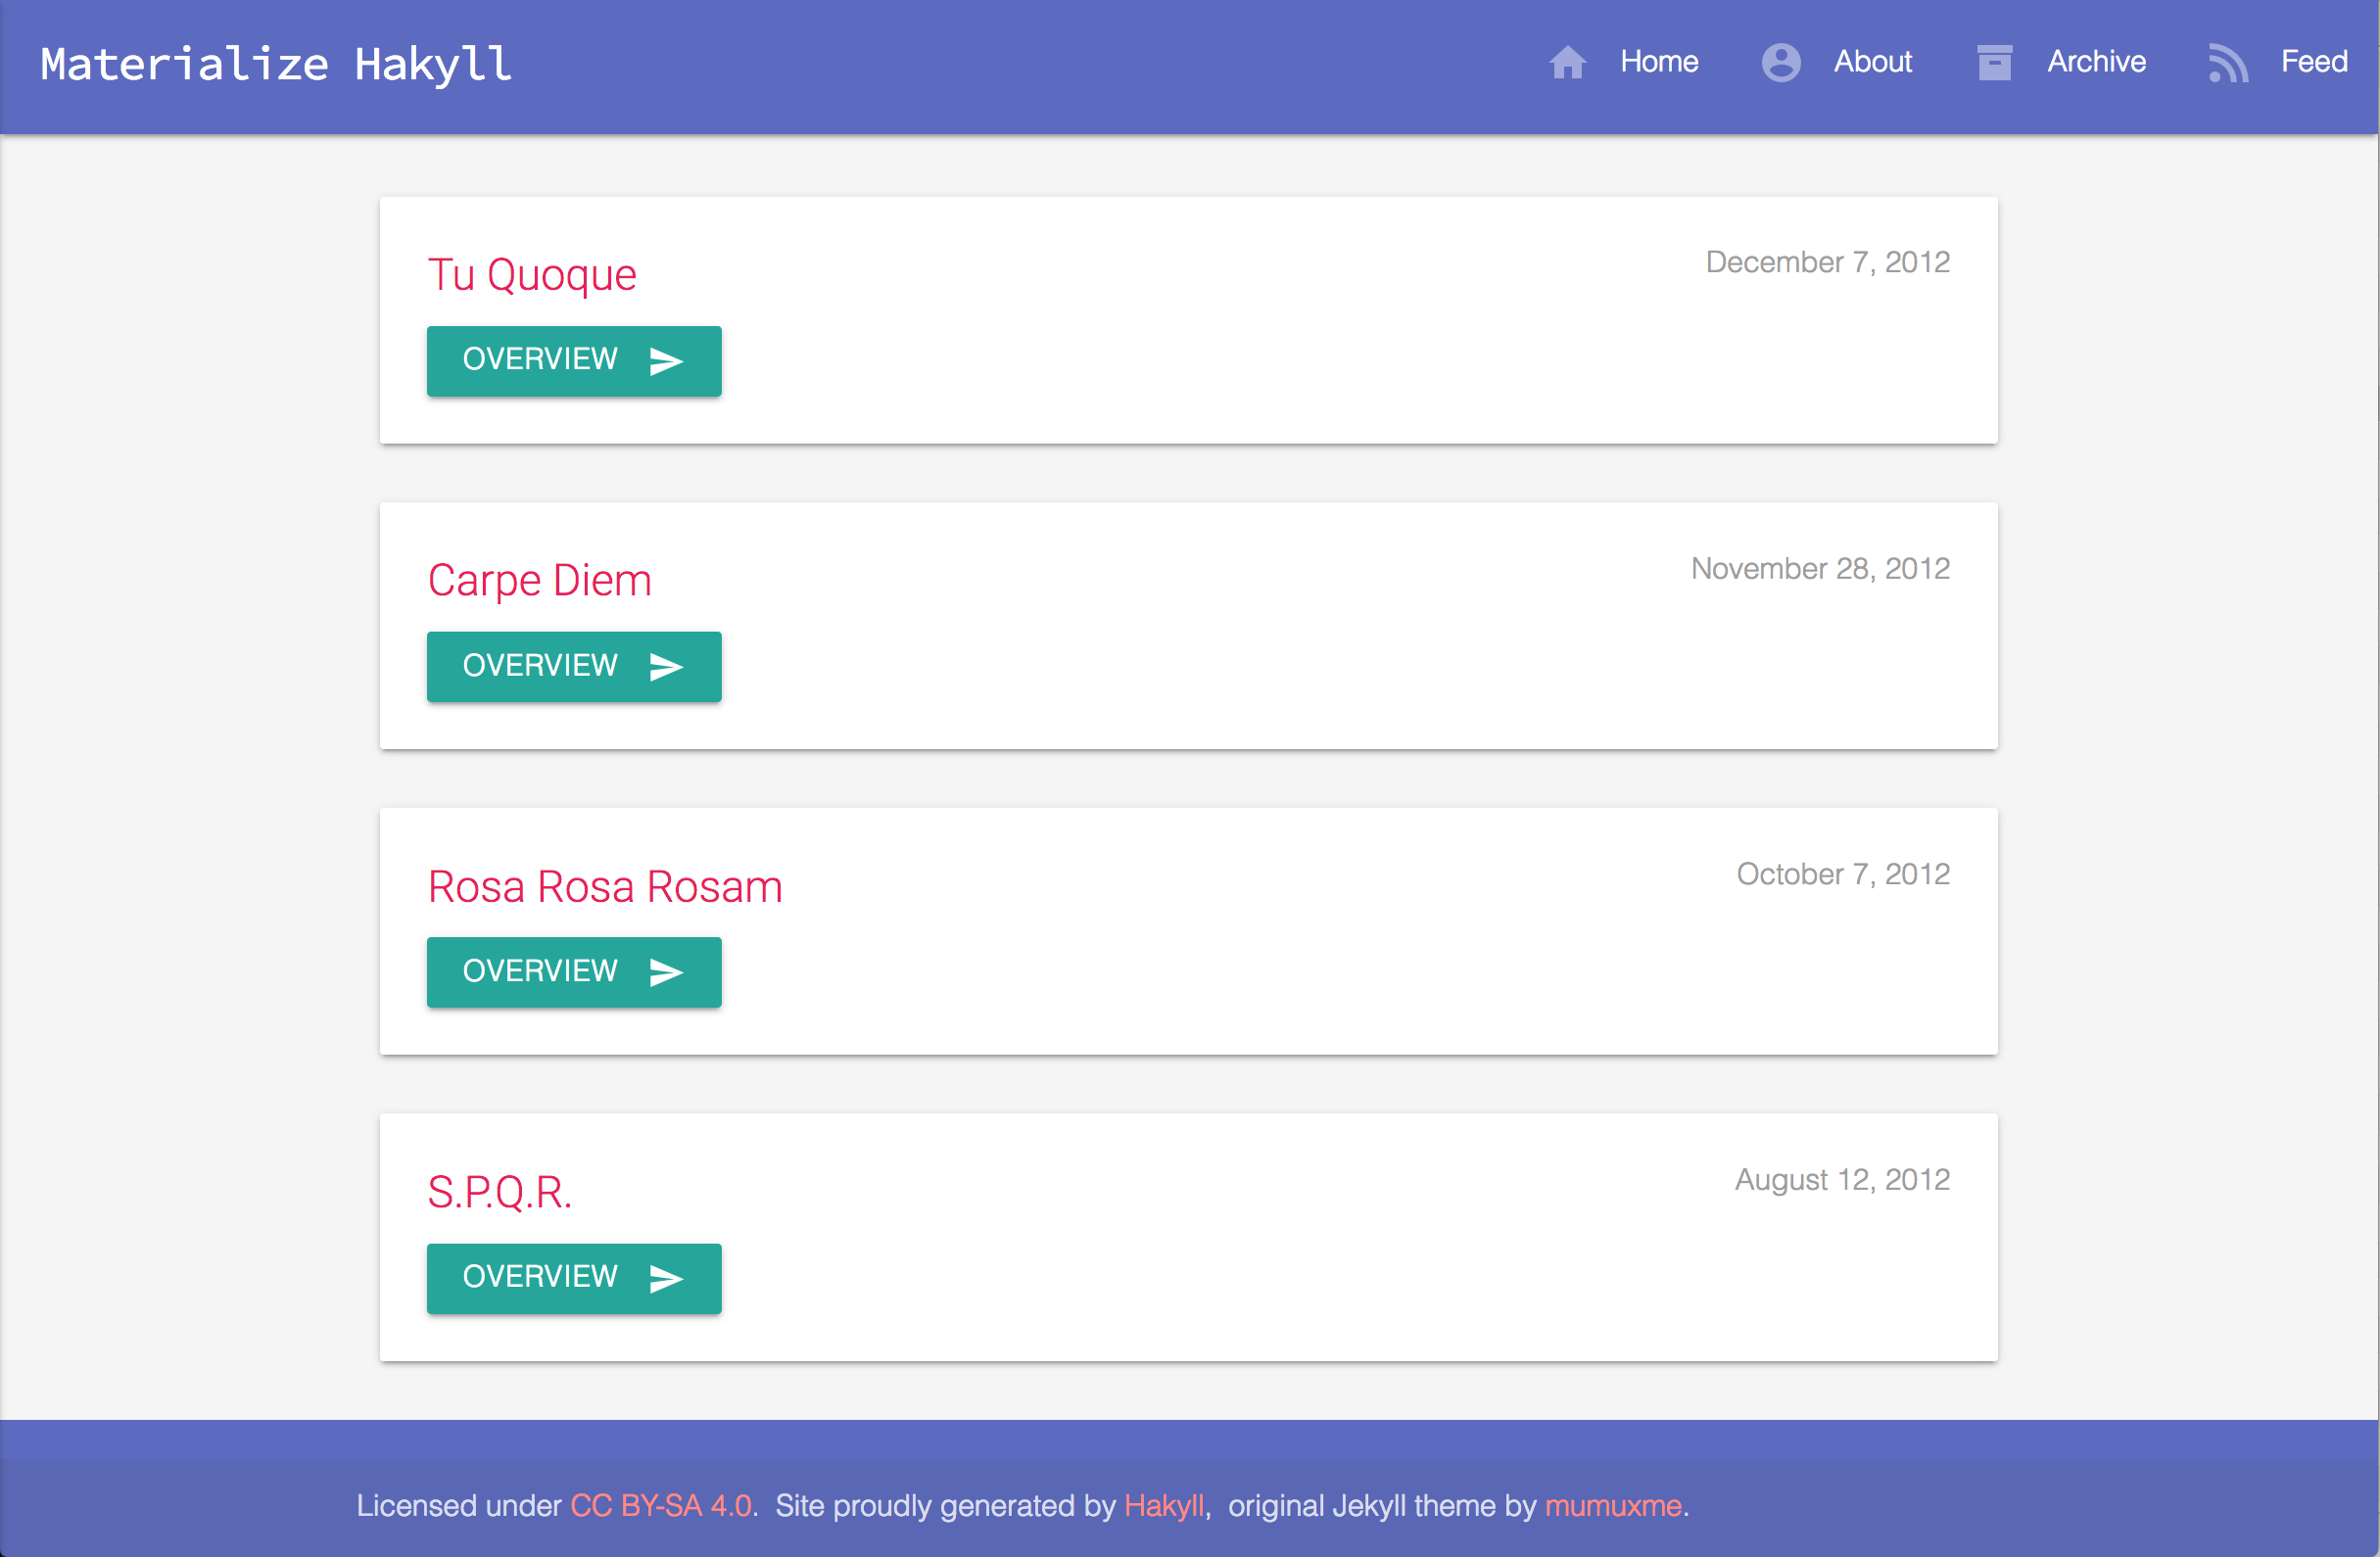 Materialize Hakyll
Home About Archive Feed
Tu Quoque
December 7, 2012
OVERVIEW
Carpe Diem
November 28, 2012
OVERVIEW
Rosa Rosa Rosam
October 7, 2012
OVERVIEW
S.P.Q.R.
August 12, 2012
OVERVIEW
Licensed under CC BY-SA 4.0. Site proudly generated by Hakyll, original Jekyll theme by mumuxme.